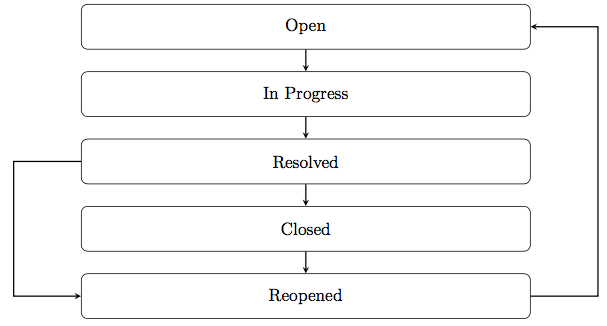 Open
In Progress
Resolved
Closed
Reopened